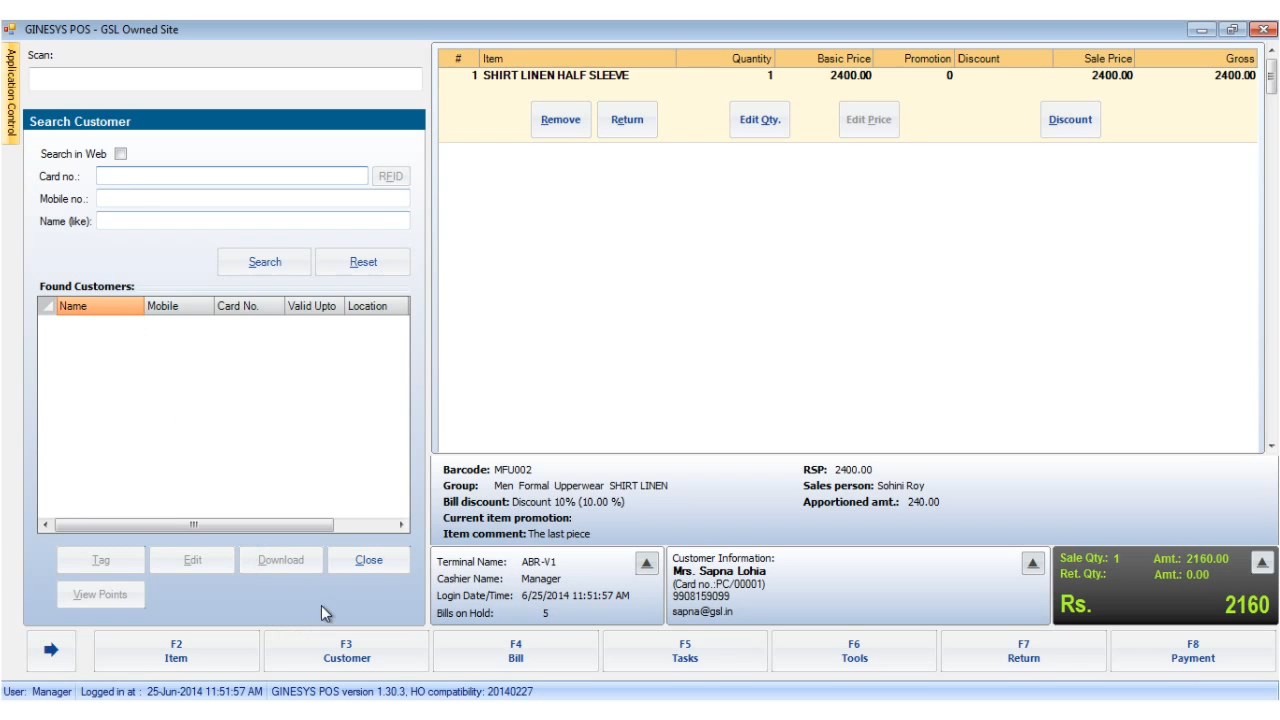 GINESYS POS - GSL Owned Site
Application Control
Scan:
Search Customer
Search in Web
Card no.: RFID
Mobile no.:
Name (like):
Search Reset
Found Customers:
Name Mobile Card No. Valid Upto Location
Tag Edit Download Close
View Points
# Item Quantity Basic Price Promotion Discount Sale Price Gross
1 SHIRT LINEN HALF SLEEVE 1 2400.00 0 2400.00 2400.00
Remove Return Edit Qty. Edit Price Discount
Barcode: MFU002 RSP: 2400.00
Group: Men Formal Upperwear SHIRT LINEN Sales person: Sohini Roy
Bill discount: Discount 10% (10.00 %) Apportioned amt.: 240.00
Current item promotion:
Item comment: The last piece
Terminal Name: ABR-V1
Cashier Name: Manager
Login Date/Time: 6/25/2014 11:51:57 AM
Bills on Hold: 5
Customer Information:
Mrs. Sapna Lohia
(Card no.:PC/00001)
9908159099
sapna@gsl.in
Sale Qty.: 1 Amt.: 2160.00
Ret. Qty.: Amt.: 0.00
Rs. 2160
F2 F3 F4 F5 F6 F7 F8
Item Customer Bill Tasks Tools Return Payment
User: Manager Logged in at : 25-Jun-2014 11:51:57 AM GINESYS POS version 1.30.3, HO compatibility: 20140227